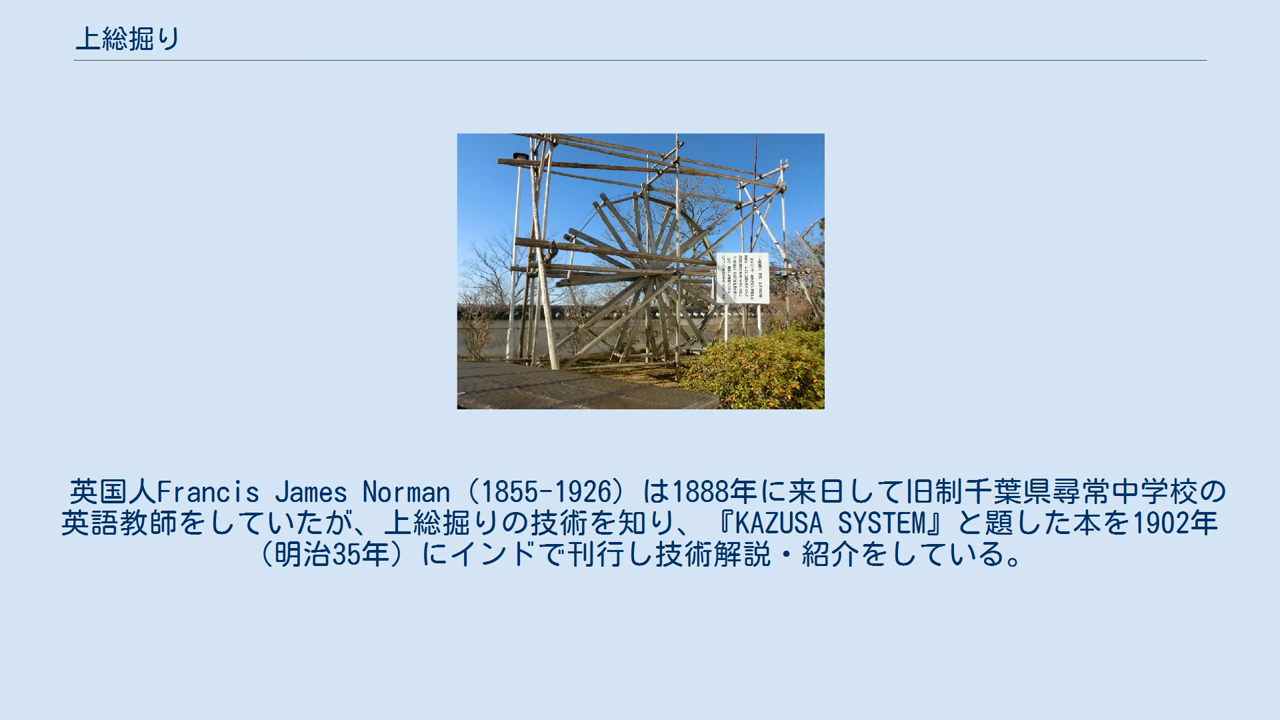 上総掘り
英国人Francis James Norman（1855-1926）は1888年に来日して旧制千葉県尋常中学校の
英語教師をしていたが、上総掘りの技術を知り、『KAZUSA SYSTEM』と題した本を1902年
（明治35年）にインドで刊行し技術解説・紹介をしている。